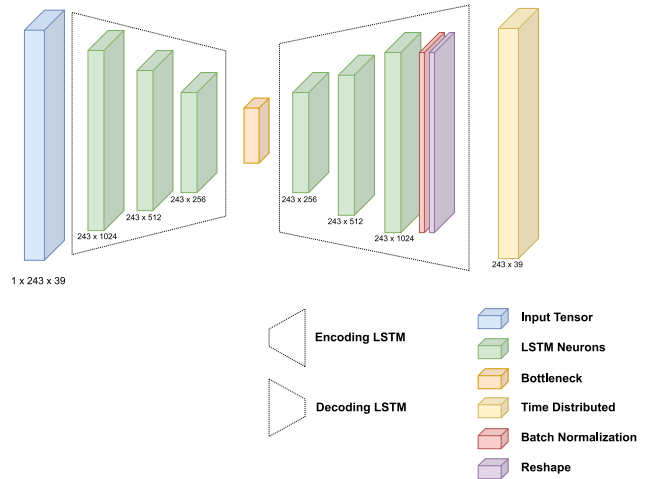 243 x 256
243 x 256
243 x 512
243 x 512
243 x 1024
243 x 1024
243 x 39
1 x 243 x 39
Input Tensor
Encoding LSTM
LSTM Neurons
Bottleneck
Decoding LSTM
Time Distributed
Batch Normalization
Reshape